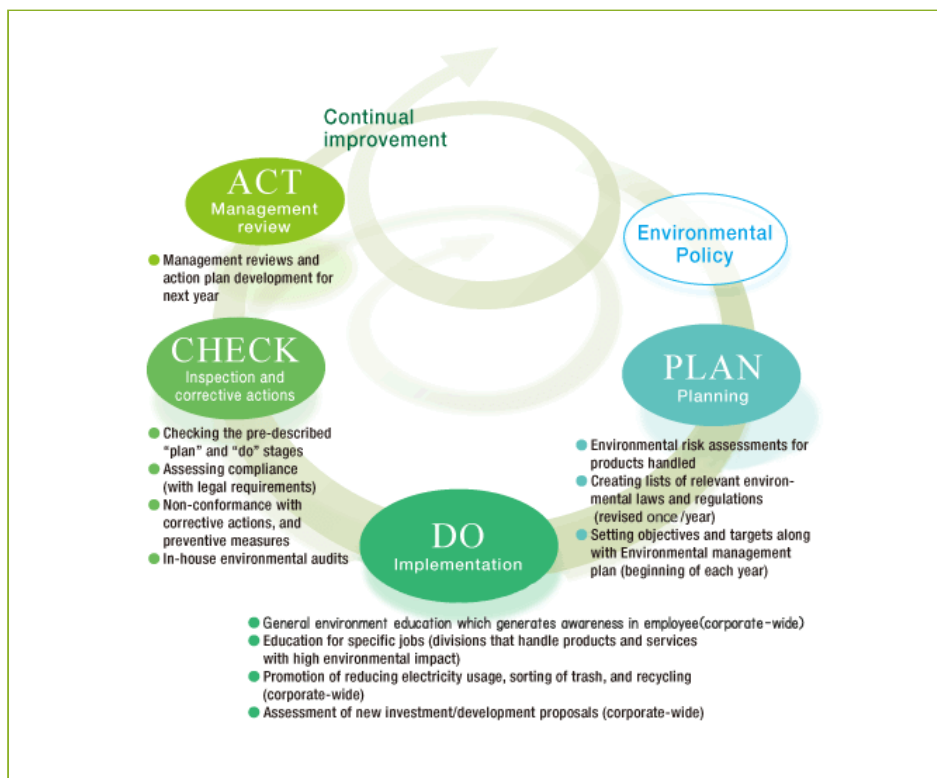 Continual
improvement
ACT
Management
review
● Management reviews and
action plan development for
next year
Environmental
Policy
CHECK
Inspection and
corrective actions
● Checking the pre-described
“plan” and “do” stages
● Assessing compliance
(with legal requirements)
● Non-conformance with
corrective actions, and
preventive measures
● In-house environmental audits
PLAN
Planning
● Environmental risk assessments for
products handled
● Creating lists of relevant environ-
mental laws and regulations
(revised once/year)
● Setting objectives and targets along
with Environmental management
plan (beginning of each year)
DO
Implementation
● General environment education which generates awareness in employee(corporate-wide)
● Education for specific jobs (divisions that handle products and services
with high environmental impact)
● Promotion of reducing electricity usage, sorting of trash, and recycling
(corporate-wide)
● Assessment of new investment/development proposals (corporate-wide)